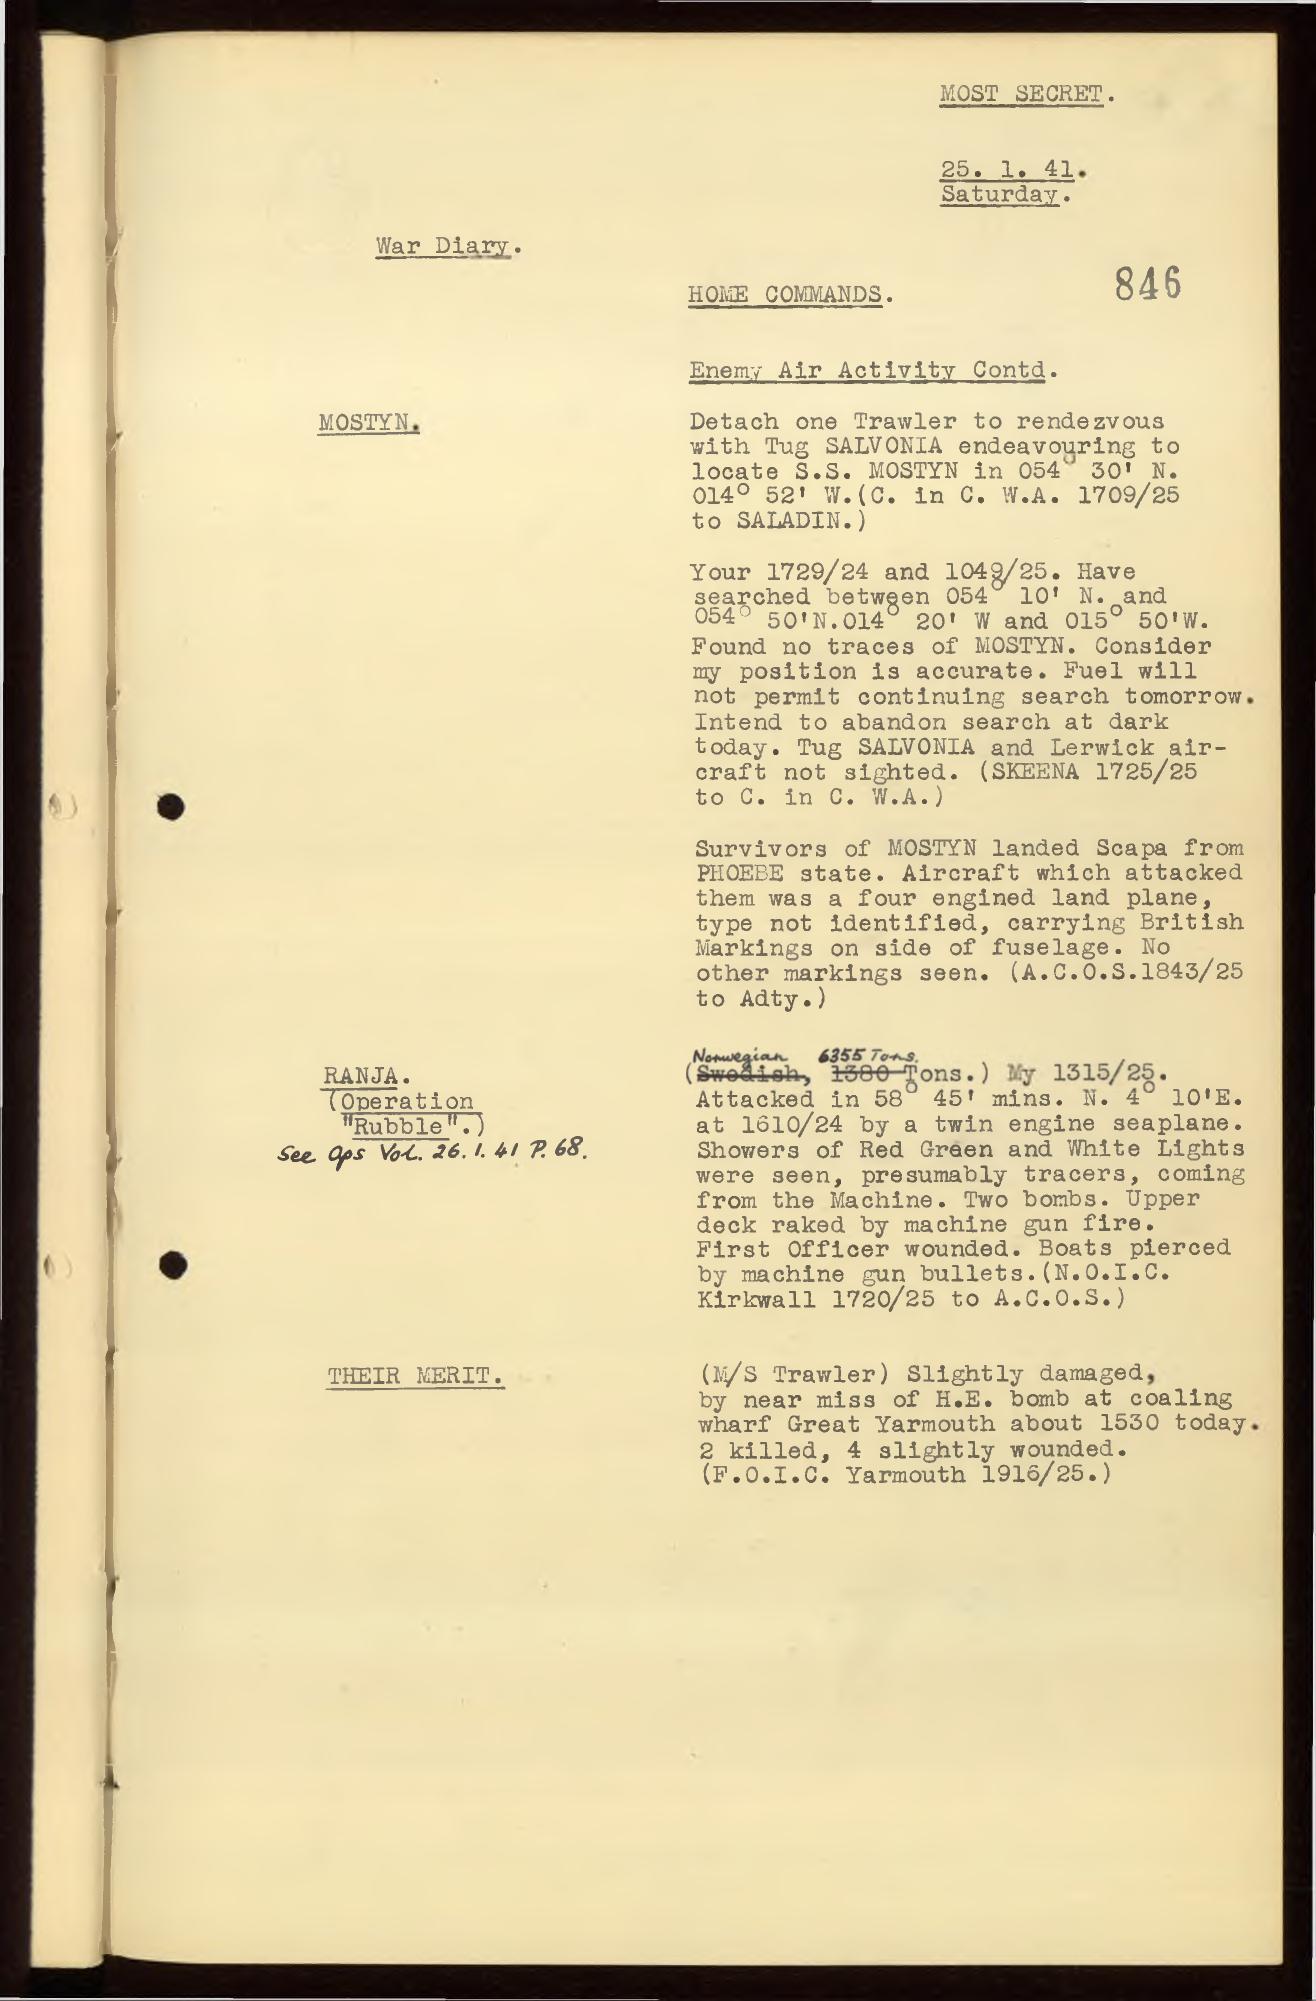 MOST SECRET.
25. 1. 41.
Saturday.
War Diary.
HOME COMMANDS.
846
Enemy Air Activity Contd.
MOSTYN.
Detach one Trawler to rendezvous
with Tug SALVONIA endeavouring to
locate S.S. MOSTYN in 054° 30' N.
014° 52' W.(C. in C. W.A. 1709/25
to SALADIN.)
Your 1729/24 and 1049/25. Have
searched between 054° 10' N. and
054° 50'N.014° 20' W and 015° 50'W.
Found no traces of MOSTYN. Consider
my position is accurate. Fuel will
not permit continuing search tomorrow.
Intend to abandon search at dark
today. Tug SALVONIA and Lerwick air-
craft not sighted. (SKEENA 1725/25
to C. in C. W.A.)
Survivors of MOSTYN landed Scapa from
PHOEBE state. Aircraft which attacked
them was a four engined land plane,
type not identified, carrying British
Markings on side of fuselage. No
other markings seen. (A.C.O.S.1843/25
to Adty.)
RANJA.
(Operation
"Rubble".)
See Ops Vol. 26.1.41 P.68.
Norwegian 6355 Tons.
(Swedish, 1380 Tons.) My 1315/25.
Attacked in 58° 45' mins. N. 4° 10'E.
at 1610/24 by a twin engine seaplane.
Showers of Red Green and White Lights
were seen, presumably tracers, coming
from the Machine. Two bombs. Upper
deck raked by machine gun fire.
First Officer wounded. Boats pierced
by machine gun bullets.(N.O.I.C.
Kirkwall 1720/25 to A.C.O.S.)
THEIR MERIT.
(M/S Trawler) Slightly damaged,
by near miss of H.E. bomb at coaling
wharf Great Yarmouth about 1530 today.
2 killed, 4 slightly wounded.
(F.O.I.C. Yarmouth 1916/25.)